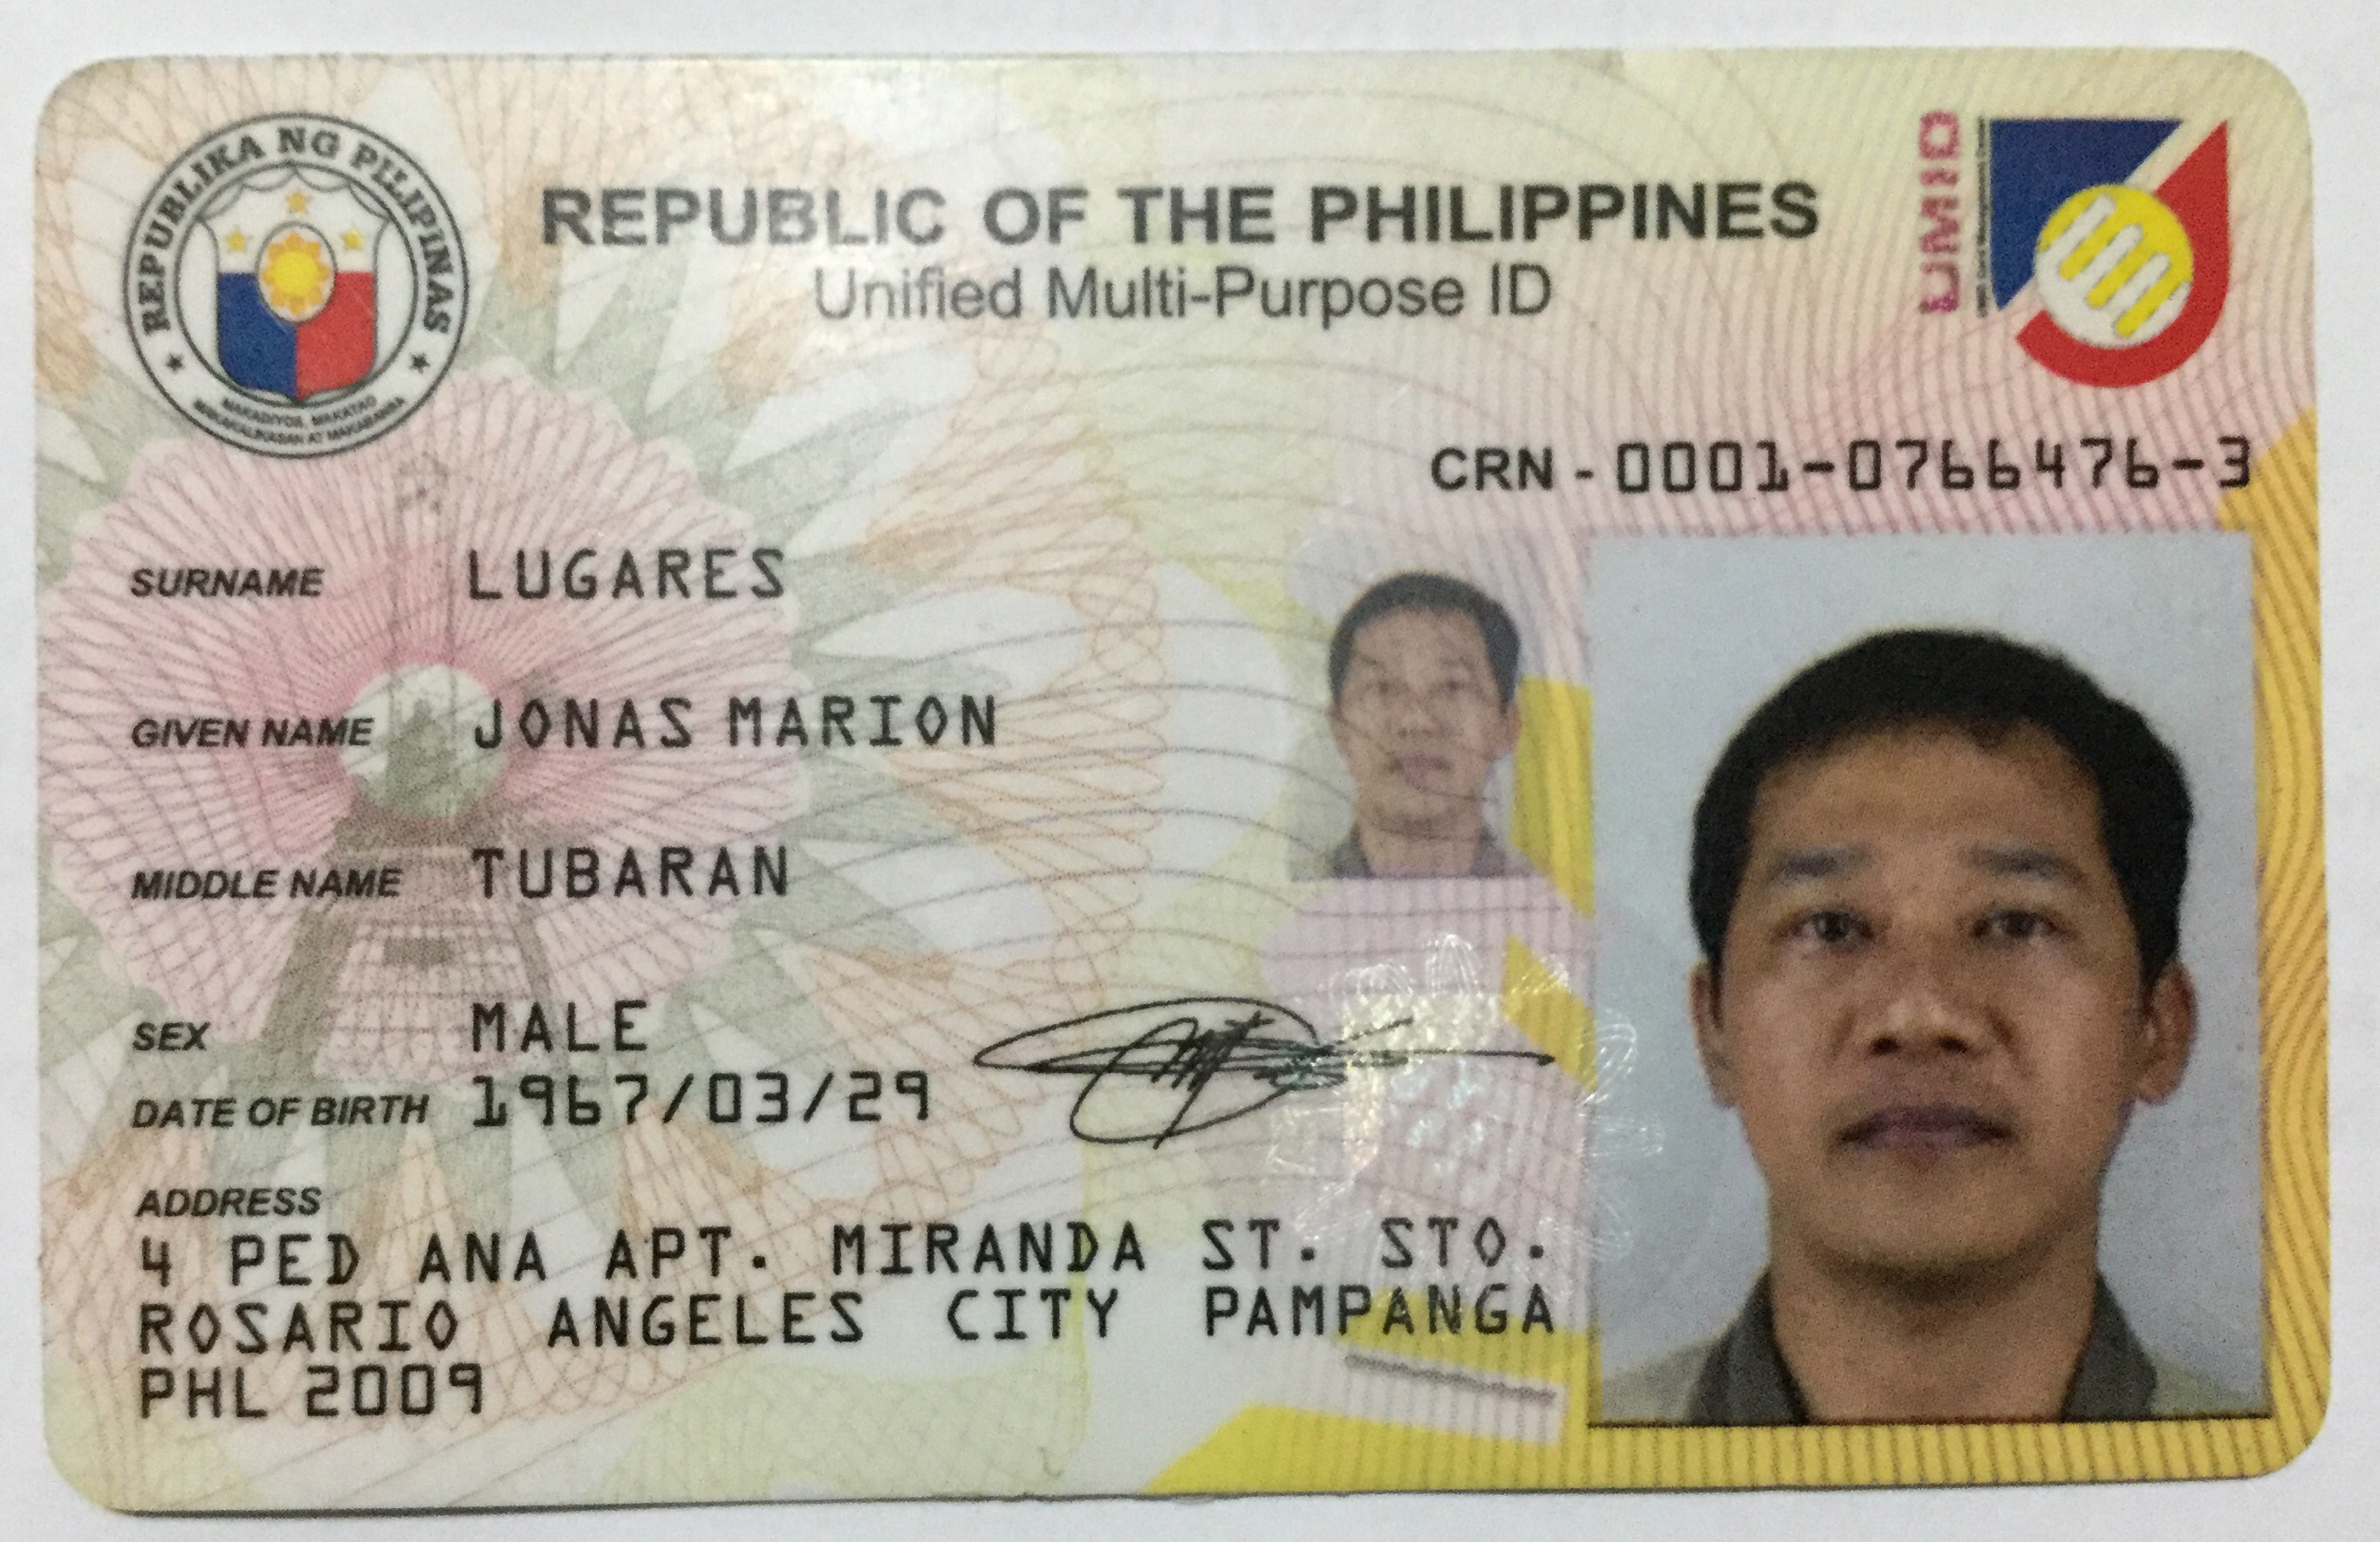 REPUBLIKA NG PILIPINAS
MAKADIYOS, MAKATAO
MAKAKALIKASAN AT MAKABANSA
REPUBLIC OF THE PHILIPPINES
Unified Multi-Purpose ID
UMID
CRN - 0001-0766476-3
SURNAME LUGARES
GIVEN NAME JONAS MARION
MIDDLE NAME TUBARAN
SEX MALE
DATE OF BIRTH 1967/03/29
ADDRESS
4 PED ANA APT. MIRANDA ST. STO.
ROSARIO ANGELES CITY PAMPANGA
PHL 2009